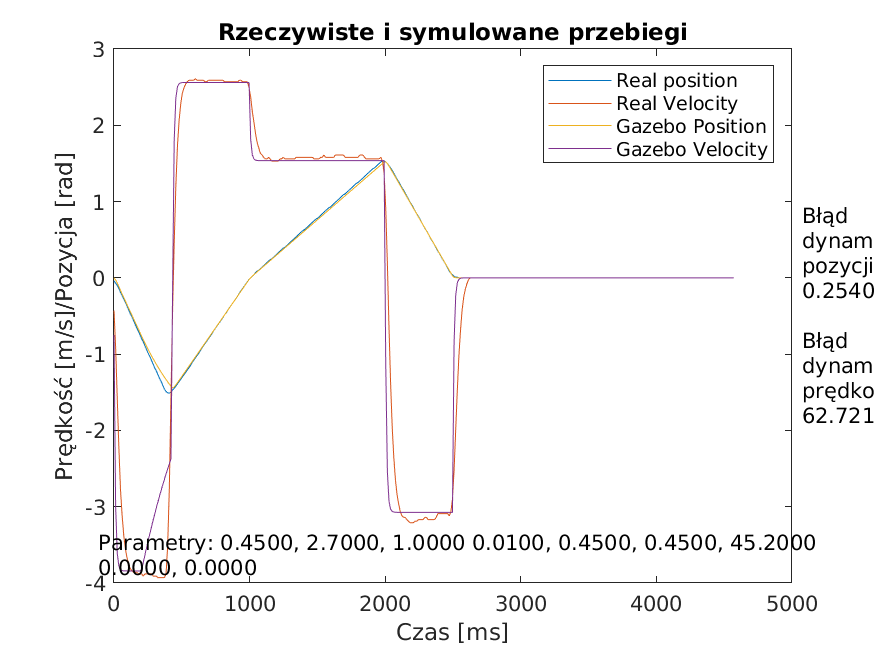 Rzeczywiste i symulowane przebiegi
3
2
1
0
-1
-2
-3
-4
Prędkość [m/s]/Pozycja [rad]
Real position
Real Velocity
Gazebo Position
Gazebo Velocity
Błąd
dynam
pozycji
0.2540
Błąd
dynam
prędko
62.721
Parametry: 0.4500, 2.7000, 1.0000 0.0100, 0.4500, 0.4500, 45.2000
0.0000, 0.0000
0 1000 2000 3000 4000 5000
Czas [ms]